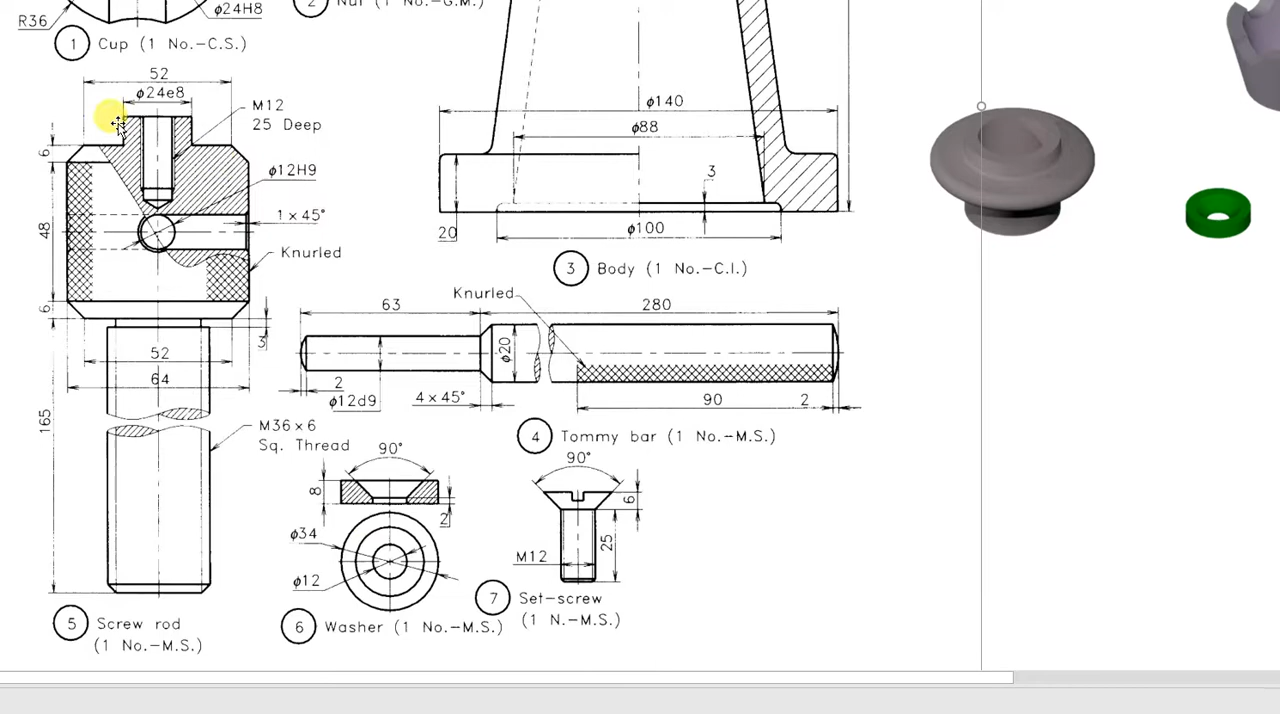 R36
ϕ24H8
2 Nut (1 No.-G.M.)
1 Cup (1 No.-C.S.)
52
ϕ24e8
M12
25 Deep
ϕ12H9
1×45°
Knurled
6
48
6
3
52
64
165
M36×6
Sq. Thread
5 Screw rod
(1 No.-M.S.)
ϕ140
ϕ88
3
20
ϕ100
3 Body (1 No.-C.I.)
Knurled
63
280
ϕ20
2
ϕ12d9
4×45°
90
2
4 Tommy bar (1 No.-M.S.)
90°
8
2
ϕ34
ϕ12
6 Washer (1 No.-M.S.)
90°
6
25
M12
7 Set-screw
(1 N.-M.S.)